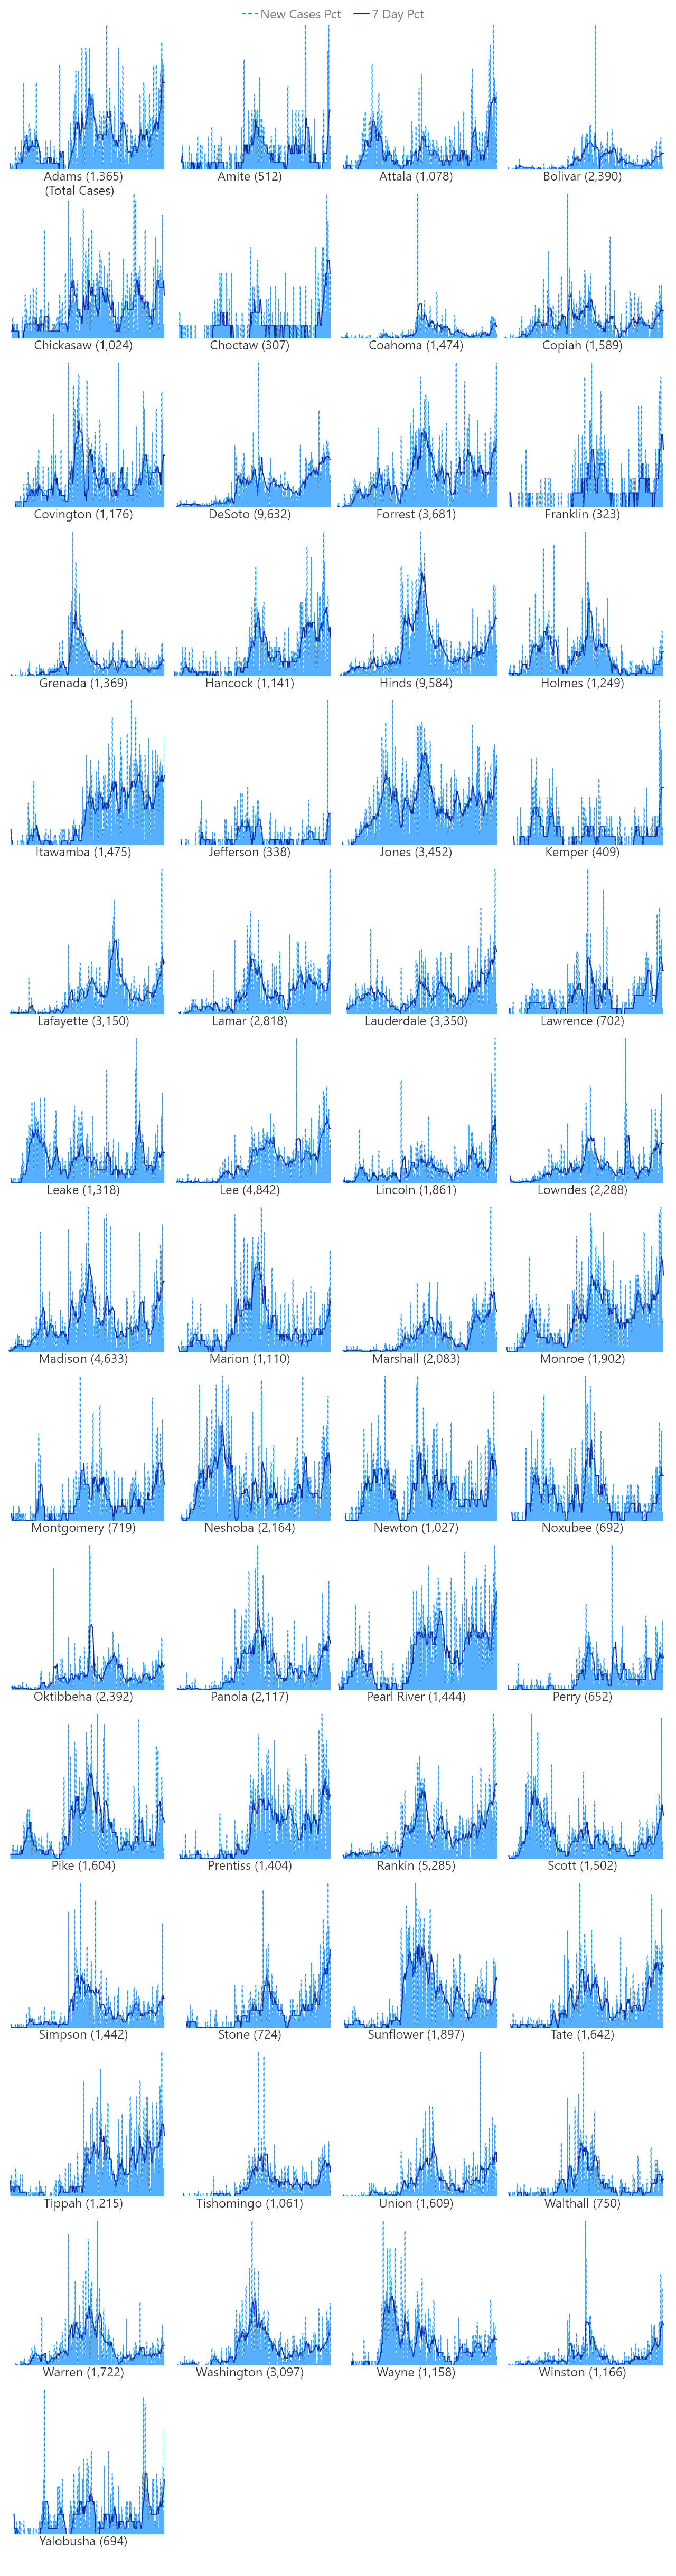 New Cases Pct 7 Day Pct
Adams (1,365) Amite (512) Attala (1,078) Bolivar (2,390)
(Total Cases)
Chickasaw (1,024) Choctaw (307) Coahoma (1,474) Copiah (1,589)
Covington (1,176) DeSoto (9,632) Forrest (3,681) Franklin (323)
Grenada (1,369) Hancock (1,141) Hinds (9,584) Holmes (1,249)
Itawamba (1,475) Jefferson (338) Jones (3,452) Kemper (409)
Lafayette (3,150) Lamar (2,818) Lauderdale (3,350) Lawrence (702)
Leake (1,318) Lee (4,842) Lincoln (1,861) Lowndes (2,288)
Madison (4,633) Marion (1,110) Marshall (2,083) Monroe (1,902)
Montgomery (719) Neshoba (2,164) Newton (1,027) Noxubee (692)
Oktibbeha (2,392) Panola (2,117) Pearl River (1,444) Perry (652)
Pike (1,604) Prentiss (1,404) Rankin (5,285) Scott (1,502)
Simpson (1,442) Stone (724) Sunflower (1,897) Tate (1,642)
Tippah (1,215) Tishomingo (1,061) Union (1,609) Walthall (750)
Warren (1,722) Washington (3,097) Wayne (1,158) Winston (1,166)
Yalobusha (694)